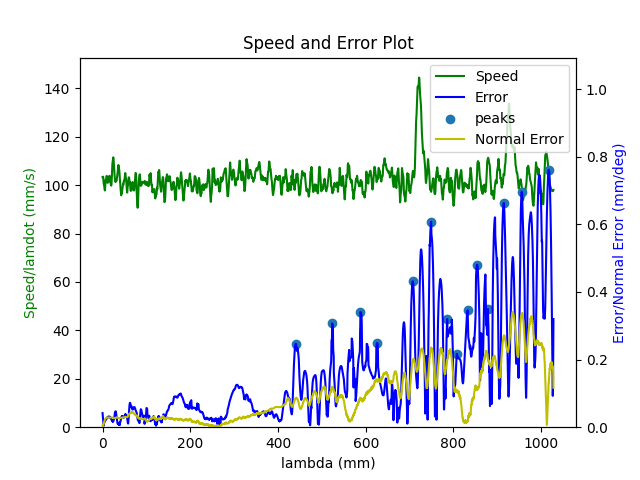 Speed and Error Plot
Speed
Error
peaks
Normal Error
Speed/lamdot (mm/s)
140
120
100
80
60
40
20
0
1.0
0.8
0.6
0.4
0.2
0.0
Error/Normal Error (mm/deg)
0 200 400 600 800 1000
lambda (mm)